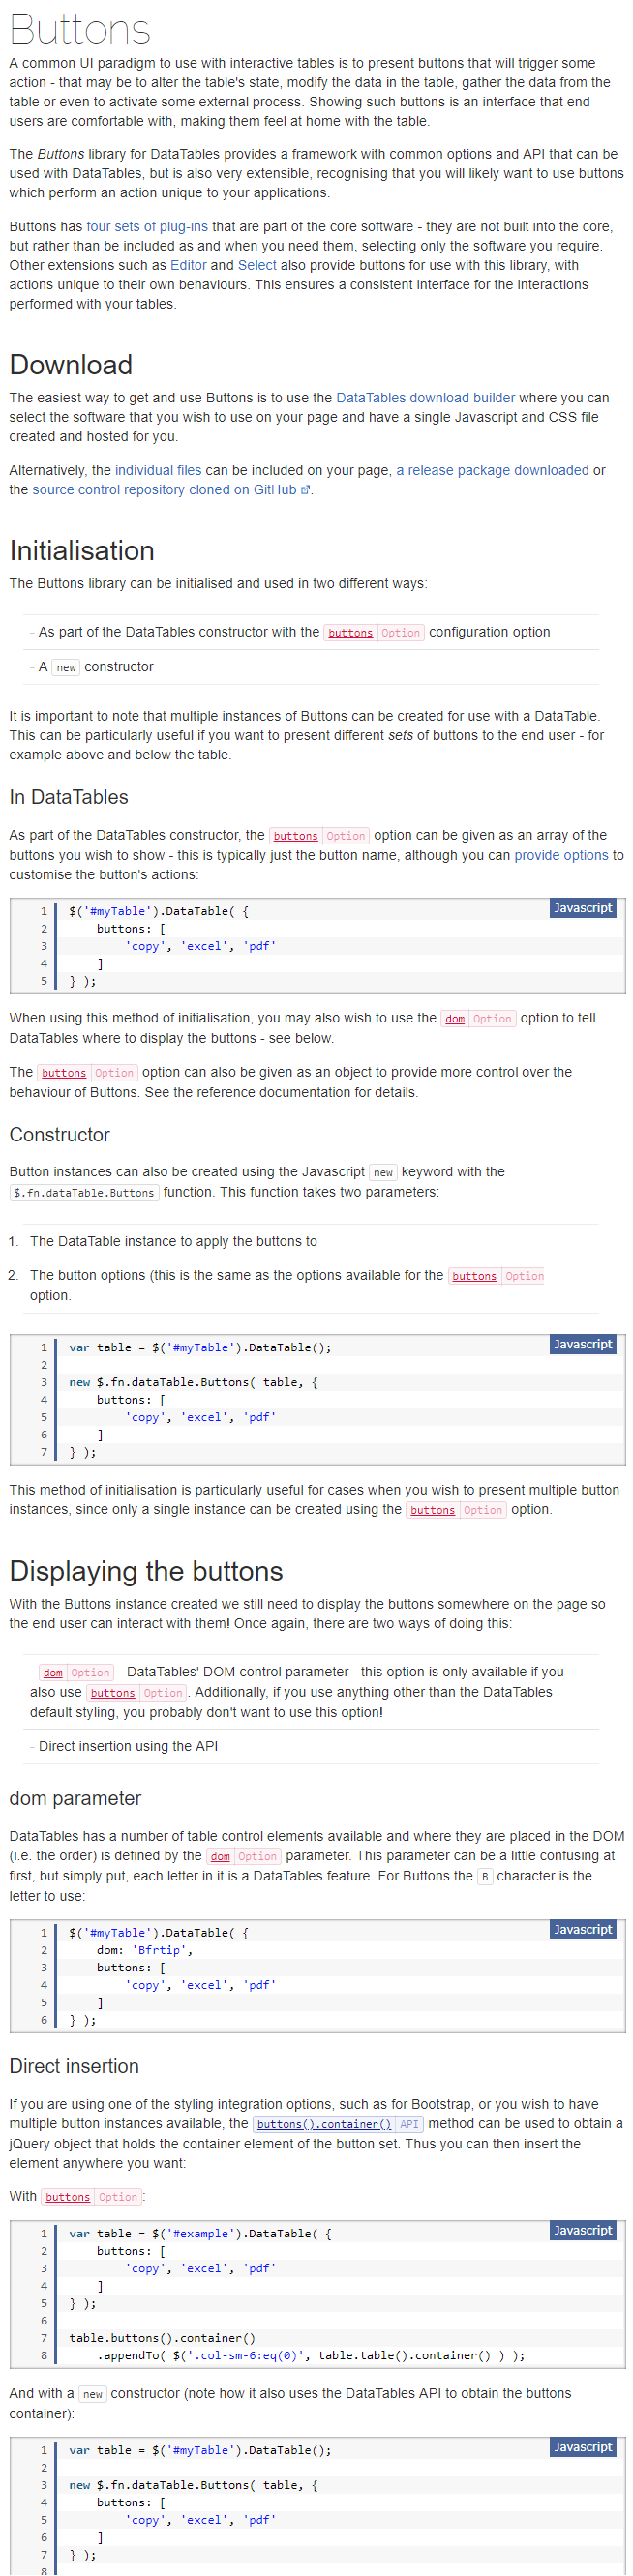 Buttons
A common UI paradigm to use with interactive tables is to present buttons that will trigger some
action - that may be to alter the table's state, modify the data in the table, gather the data from the
table or even to activate some external process. Showing such buttons is an interface that end
users are comfortable with, making them feel at home with the table.
The Buttons library for DataTables provides a framework with common options and API that can be
used with DataTables, but is also very extensible, recognising that you will likely want to use buttons
which perform an action unique to your applications.
Buttons has four sets of plug-ins that are part of the core software - they are not built into the core,
but rather than be included as and when you need them, selecting only the software you require.
Other extensions such as Editor and Select also provide buttons for use with this library, with
actions unique to their own behaviours. This ensures a consistent interface for the interactions
performed with your tables.
Download
The easiest way to get and use Buttons is to use the DataTables download builder where you can
select the software that you wish to use on your page and have a single Javascript and CSS file
created and hosted for you.
Alternatively, the individual files can be included on your page, a release package downloaded or
the source control repository cloned on GitHub.
Initialisation
The Buttons library can be initialised and used in two different ways:
- As part of the DataTables constructor with the buttons Option configuration option
- A new constructor
It is important to note that multiple instances of Buttons can be created for use with a DataTable.
This can be particularly useful if you want to present different sets of buttons to the end user - for
example above and below the table.
In DataTables
As part of the DataTables constructor, the buttons Option option can be given as an array of the
buttons you wish to show - this is typically just the button name, although you can provide options to
customise the button's actions:
Javascript
1 $('#myTable').DataTable( {
2 buttons: [
3 'copy', 'excel', 'pdf'
4 ]
5 } );
When using this method of initialisation, you may also wish to use the dom Option option to tell
DataTables where to display the buttons - see below.
The buttons Option option can also be given as an object to provide more control over the
behaviour of Buttons. See the reference documentation for details.
Constructor
Button instances can also be created using the Javascript new keyword with the
$.fn.dataTable.Buttons function. This function takes two parameters:
1. The DataTable instance to apply the buttons to
2. The button options (this is the same as the options available for the buttons Option
option.
Javascript
1 var table = $('#myTable').DataTable();
2
3 new $.fn.dataTable.Buttons( table, {
4 buttons: [
5 'copy', 'excel', 'pdf'
6 ]
7 } );
This method of initialisation is particularly useful for cases when you wish to present multiple button
instances, since only a single instance can be created using the buttons Option option.
Displaying the buttons
With the Buttons instance created we still need to display the buttons somewhere on the page so
the end user can interact with them! Once again, there are two ways of doing this:
- dom Option - DataTables' DOM control parameter - this option is only available if you
also use buttons Option. Additionally, if you use anything other than the DataTables
default styling, you probably don't want to use this option!
- Direct insertion using the API
dom parameter
DataTables has a number of table control elements available and where they are placed in the DOM
(i.e. the order) is defined by the dom Option parameter. This parameter can be a little confusing at
first, but simply put, each letter in it is a DataTables feature. For Buttons the B character is the
letter to use:
Javascript
1 $('#myTable').DataTable( {
2 dom: 'Bfrtip',
3 buttons: [
4 'copy', 'excel', 'pdf'
5 ]
6 } );
Direct insertion
If you are using one of the styling integration options, such as for Bootstrap, or you wish to have
multiple button instances available, the buttons().container() API method can be used to obtain a
jQuery object that holds the container element of the button set. Thus you can then insert the
element anywhere you want:
With buttons Option:
Javascript
1 var table = $('#example').DataTable( {
2 buttons: [
3 'copy', 'excel', 'pdf'
4 ]
5 } );
6
7 table.buttons().container()
8 .appendTo( $('.col-sm-6:eq(0)', table.table().container() ) );
And with a new constructor (note how it also uses the DataTables API to obtain the buttons
container):
Javascript
1 var table = $('#myTable').DataTable();
2
3 new $.fn.dataTable.Buttons( table, {
4 buttons: [
5 'copy', 'excel', 'pdf'
6 ]
7 } );
8